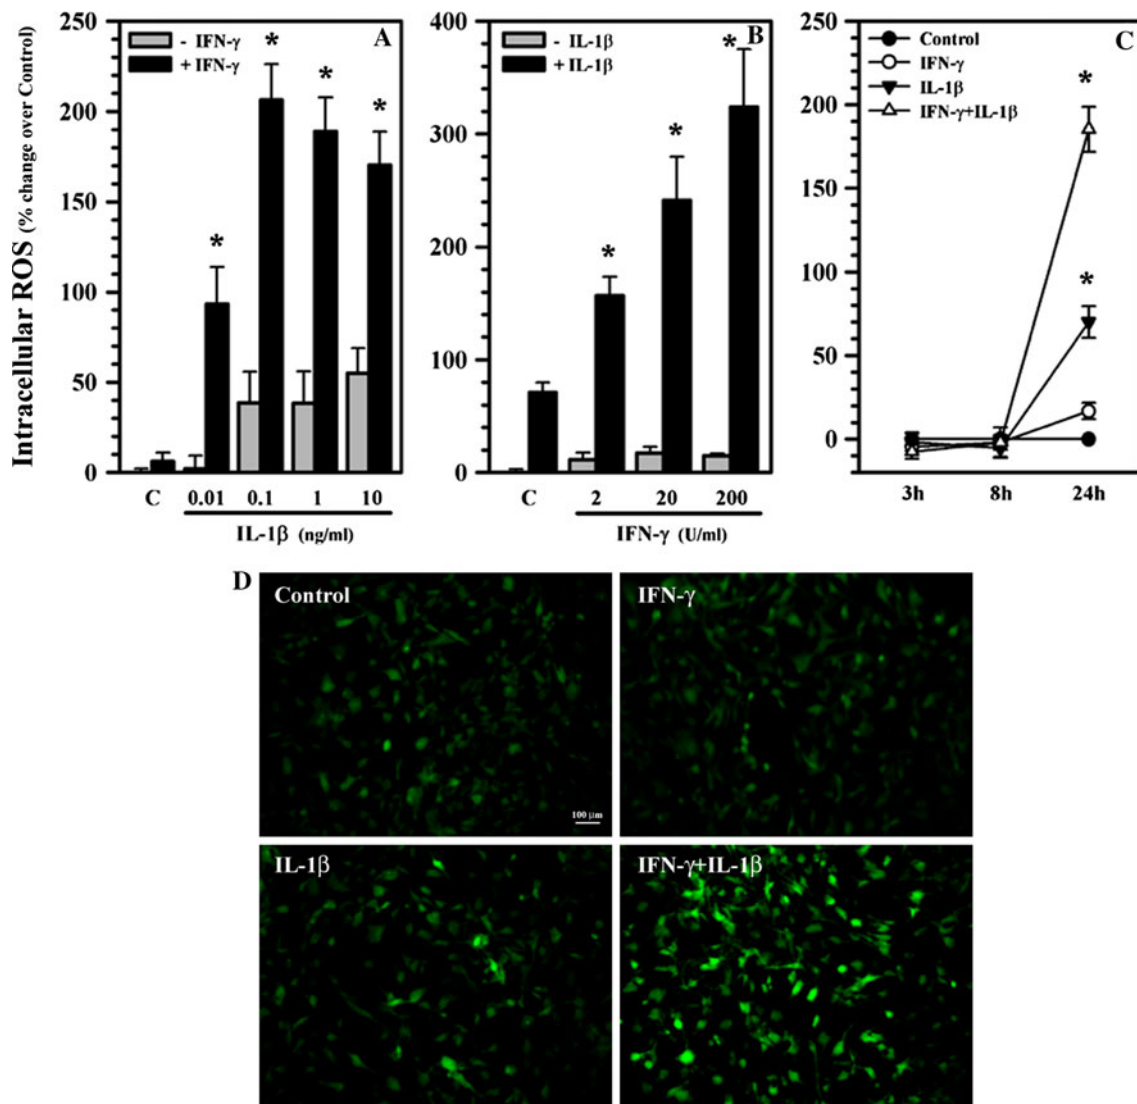 Intracellular ROS (% change over Control)
A
- IFN-γ
+ IFN-γ
250
200
150
100
50
0
* * * *
C 0.01 0.1 1 10
IL-1β (ng/ml)
B
- IL-1β
+ IL-1β
400
300
200
100
0
* * *
C 2 20 200
IFN-γ (U/ml)
C
Control
IFN-γ
IL-1β
IFN-γ+IL-1β
250
200
150
100
50
0
*
*
3h 8h 24h
D
Control
100 μm
IFN-γ
IL-1β
IFN-γ+IL-1β